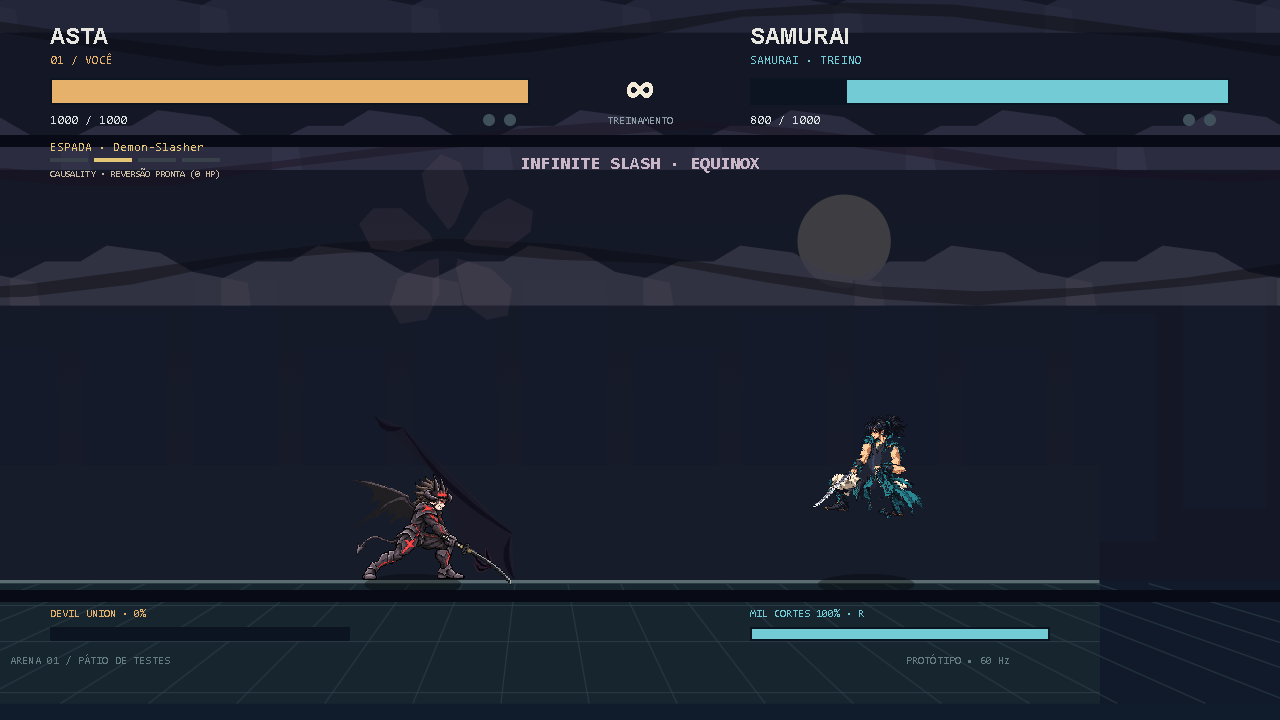 ASTA
01 / VOCÊ
1000 / 1000
∞
TREINAMENTO
SAMURAI
SAMURAI · TREINO
800 / 1000
ESPADA · Demon-Slasher
CAUSALITY · REVERSÃO PRONTA (0 HP)
INFINITE SLASH · EQUINOX
DEVIL UNION · 0%
MIL CORTES 100% · R
ARENA 01 / PÁTIO DE TESTES
PROTÓTIPO • 60 Hz